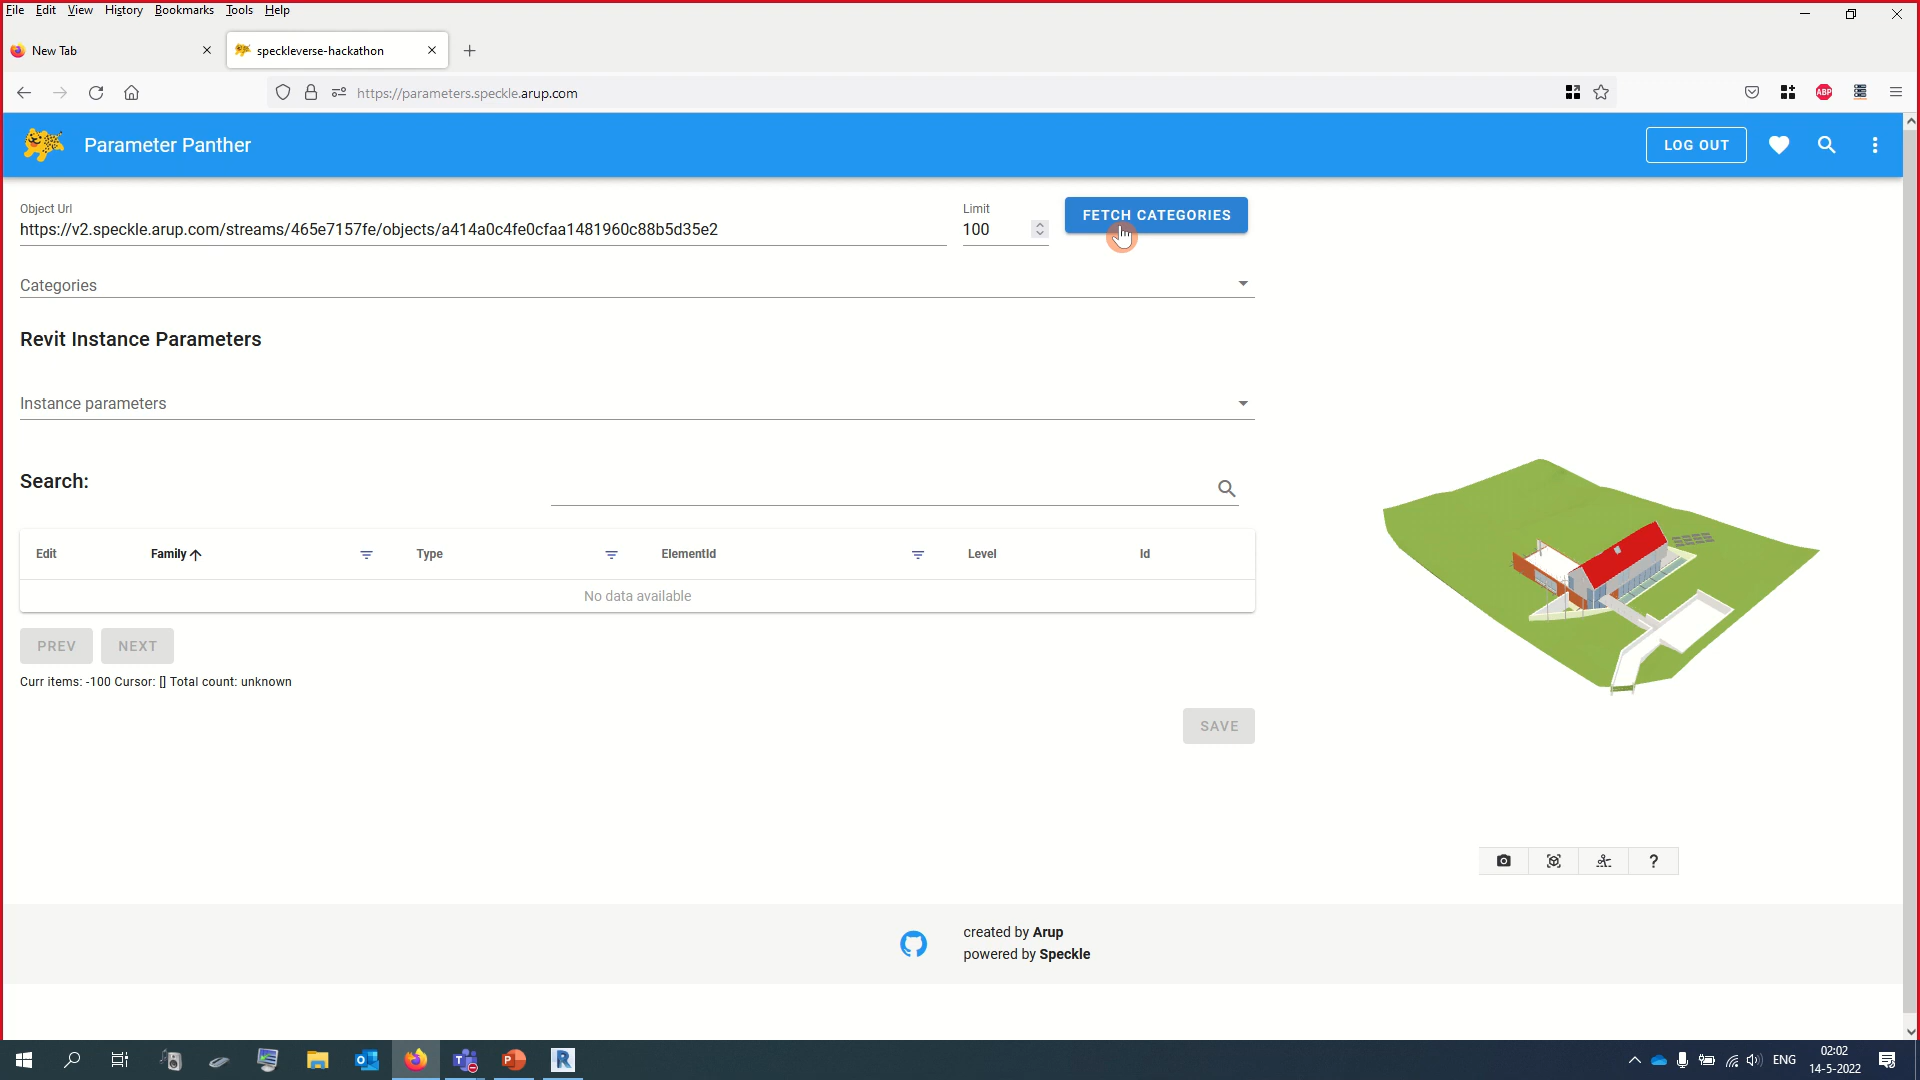 File Edit View History Bookmarks Tools Help
New Tab
speckleverse-hackathon
https://parameters.speckle.arup.com
ABP
Parameter Panther
LOG OUT
Object Url
https://v2.speckle.arup.com/streams/465e7157fe/objects/a414a0c4fe0cfaa1481960c88b5d35e2
Limit
100
FETCH CATEGORIES
Categories
Revit Instance Parameters
Instance parameters
Search:
Edit Family Type ElementId Level Id
No data available
PREV NEXT
Curr items: -100 Cursor: [] Total count: unknown
SAVE
?
created by Arup
powered by Speckle
ENG
02:02
14-5-2022